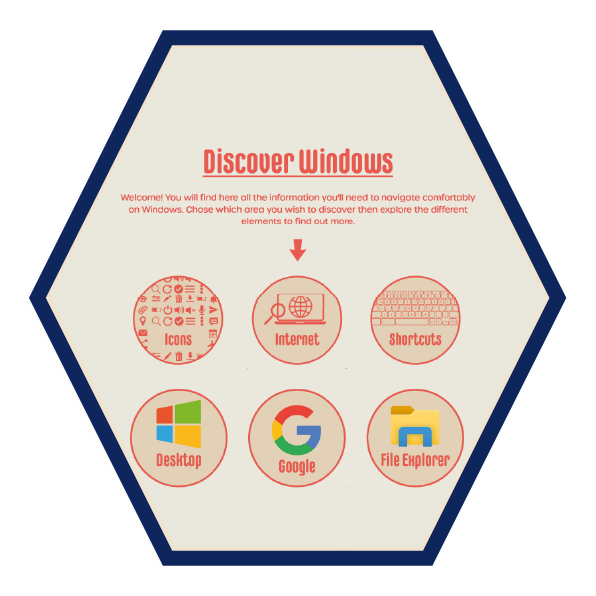 Discover Windows
Welcome! You will find here all the information you'll need to navigate comfortably
on Windows. Chose which area you wish to discover then explore the different
elements to find out more.
Icons
Internet
Shortcuts
Desktop
Google
File Explorer